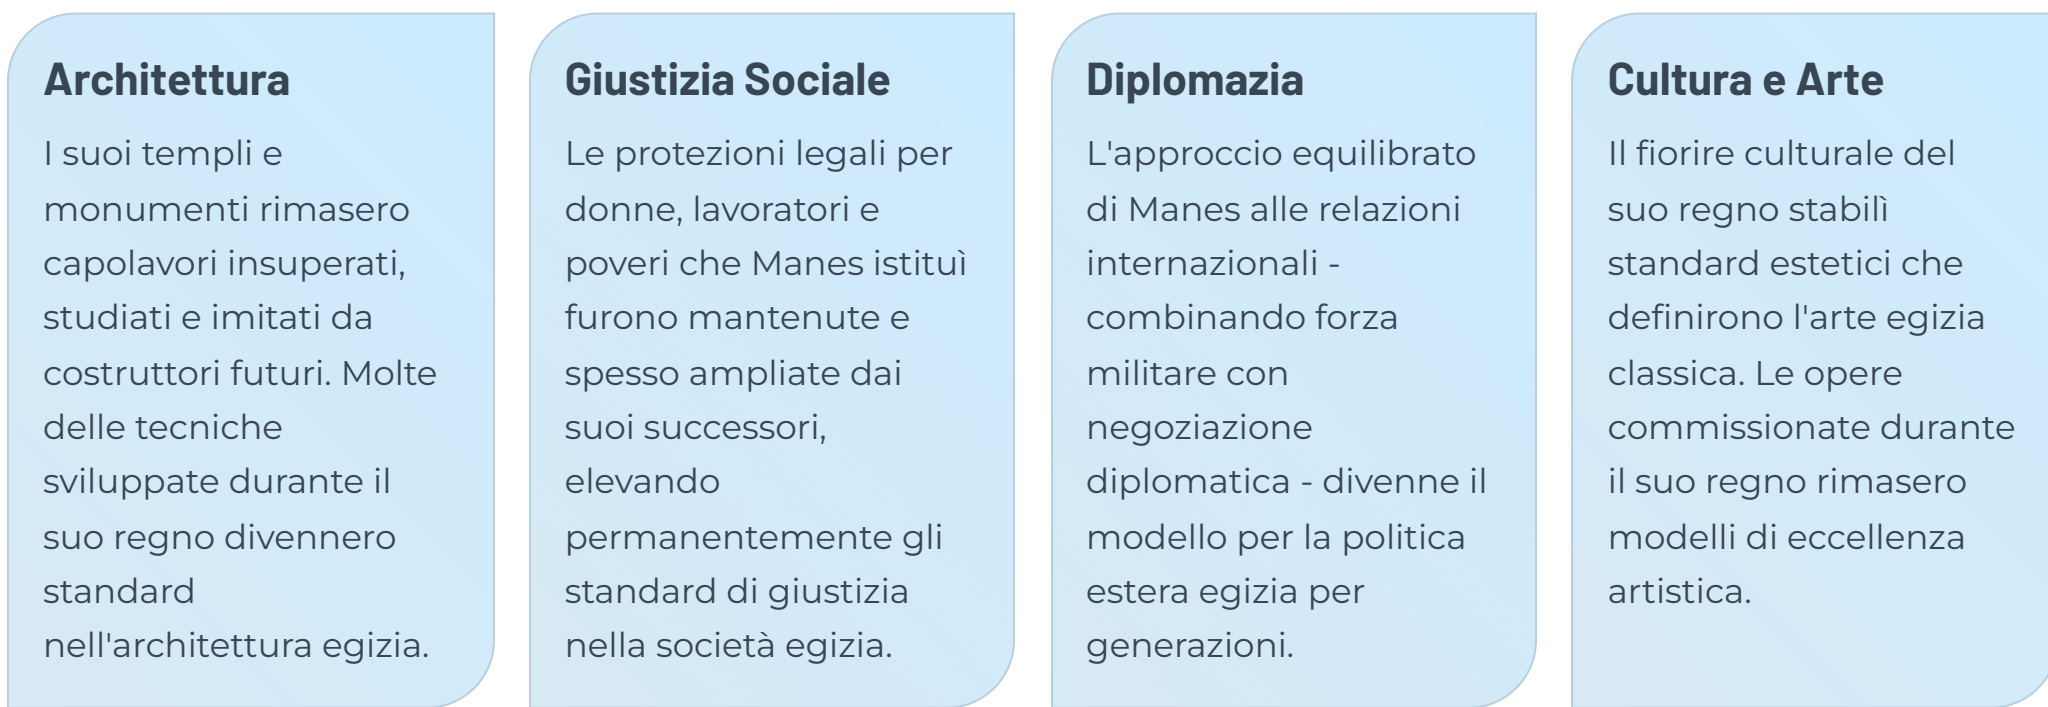 Architettura
I suoi templi e
monumenti rimasero
capolavori insuperati,
studiati e imitati da
costruttori futuri. Molte
delle tecniche
sviluppate durante il
suo regno divennero
standard
nell'architettura egizia.
Giustizia Sociale
Le protezioni legali per
donne, lavoratori e
poveri che Manes istituì
furono mantenute e
spesso ampliate dai
suoi successori,
elevando
permanentemente gli
standard di giustizia
nella società egizia.
Diplomazia
L'approccio equilibrato
di Manes alle relazioni
internazionali -
combinando forza
militare con
negoziazione
diplomatica - divenne il
modello per la politica
estera egizia per
generazioni.
Cultura e Arte
Il fiorire culturale del
suo regno stabilì
standard estetici che
definirono l'arte egizia
classica. Le opere
commissionate durante
il suo regno rimasero
modelli di eccellenza
artistica.